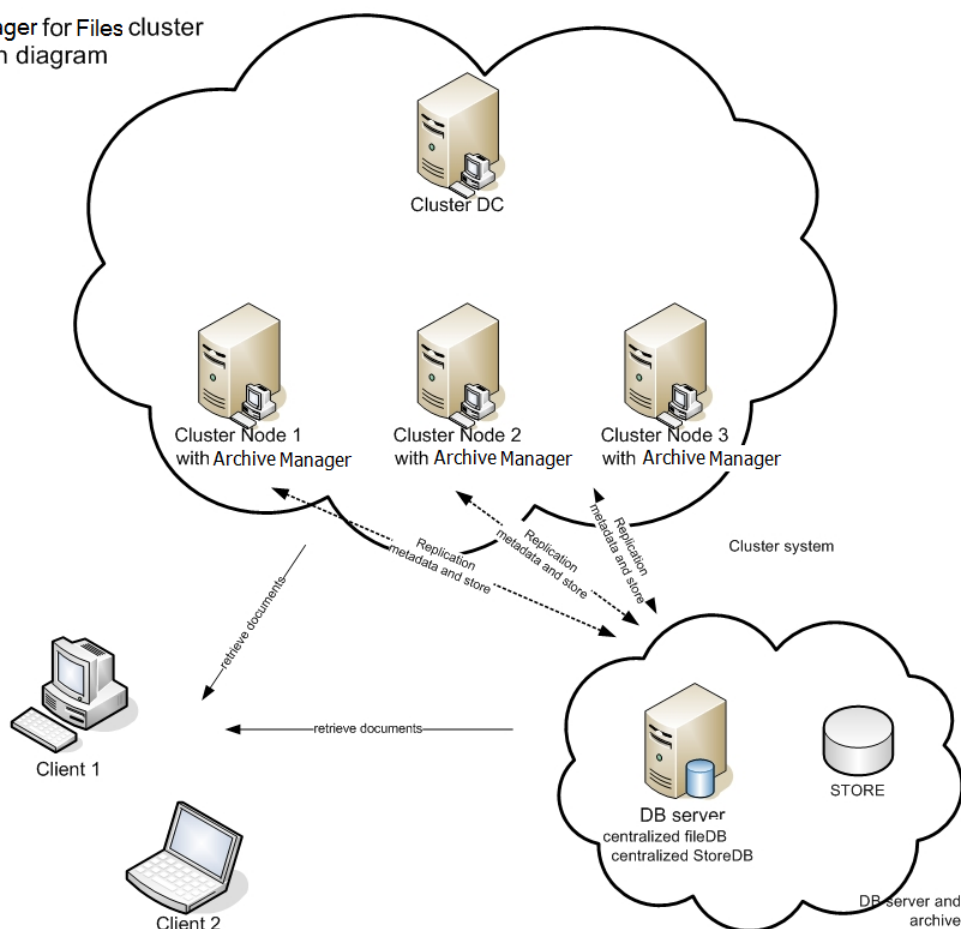 ager for Files cluster
n diagram
Cluster DC
Cluster Node 1
with Archive Manager
Cluster Node 2
with Archive Manager
Cluster Node 3
with Archive Manager
Replication
metadata and store
Replication
metadata and store
Replication
metadata and store
Cluster system
retrieve documents
retrieve documents
Client 1
Client 2
DB server
centralized fileDB
centralized StoreDB
STORE
DB server and
archive